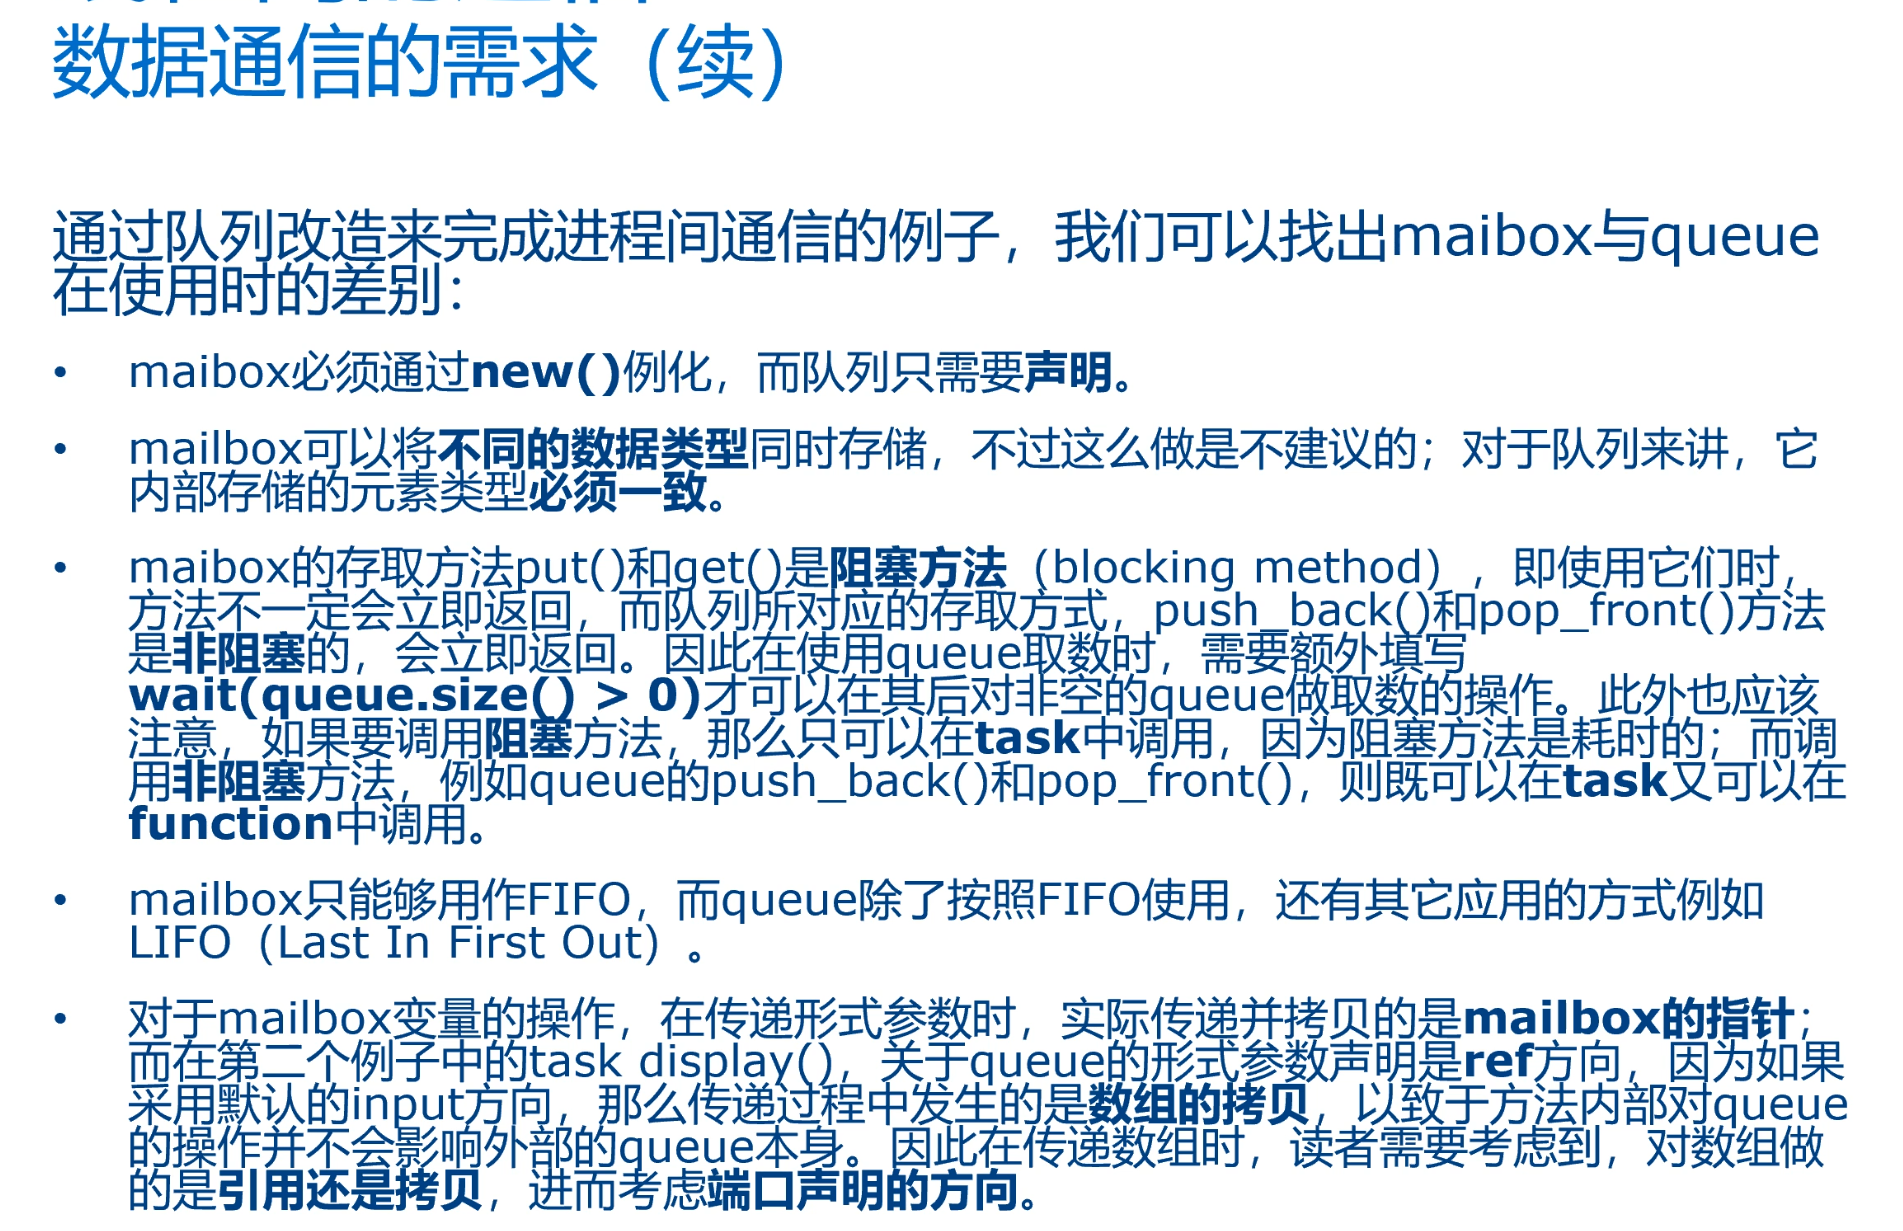 数据通信的需求（续）
通过队列改造来完成进程间通信的例子，我们可以找出maibox与queue
在使用时的差别：
• maibox必须通过new()例化，而队列只需要声明。
• mailbox可以将不同的数据类型同时存储，不过这么做是不建议的；对于队列来讲，它
内部存储的元素类型必须一致。
• maibox的存取方法put()和get()是阻塞方法（blocking method），即使用它们时，
方法不一定会立即返回，而队列所对应的存取方式，push_back()和pop_front()方法
是非阻塞的，会立即返回。因此在使用queue取数时，需要额外填写
wait(queue.size() > 0)才可以在其后对非空的queue做取数的操作。此外也应该
注意，如果要调用阻塞方法，那么只可以在task中调用，因为阻塞方法是耗时的；而调
用非阻塞方法，例如queue的push_back()和pop_front()，则既可以在task又可以在
function中调用。
• mailbox只能够用作FIFO，而queue除了按照FIFO使用，还有其它应用的方式例如
LIFO（Last In First Out）。
• 对于mailbox变量的操作，在传递形式参数时，实际传递并拷贝的是mailbox的指针；
而在第二个例子中的task display()，关于queue的形式参数声明是ref方向，因为如果
采用默认的input方向，那么传递过程中发生的是数组的拷贝，以致于方法内部对queue
的操作并不会影响外部的queue本身。因此在传递数组时，读者需要考虑到，对数组做
的是引用还是拷贝，进而考虑端口声明的方向。